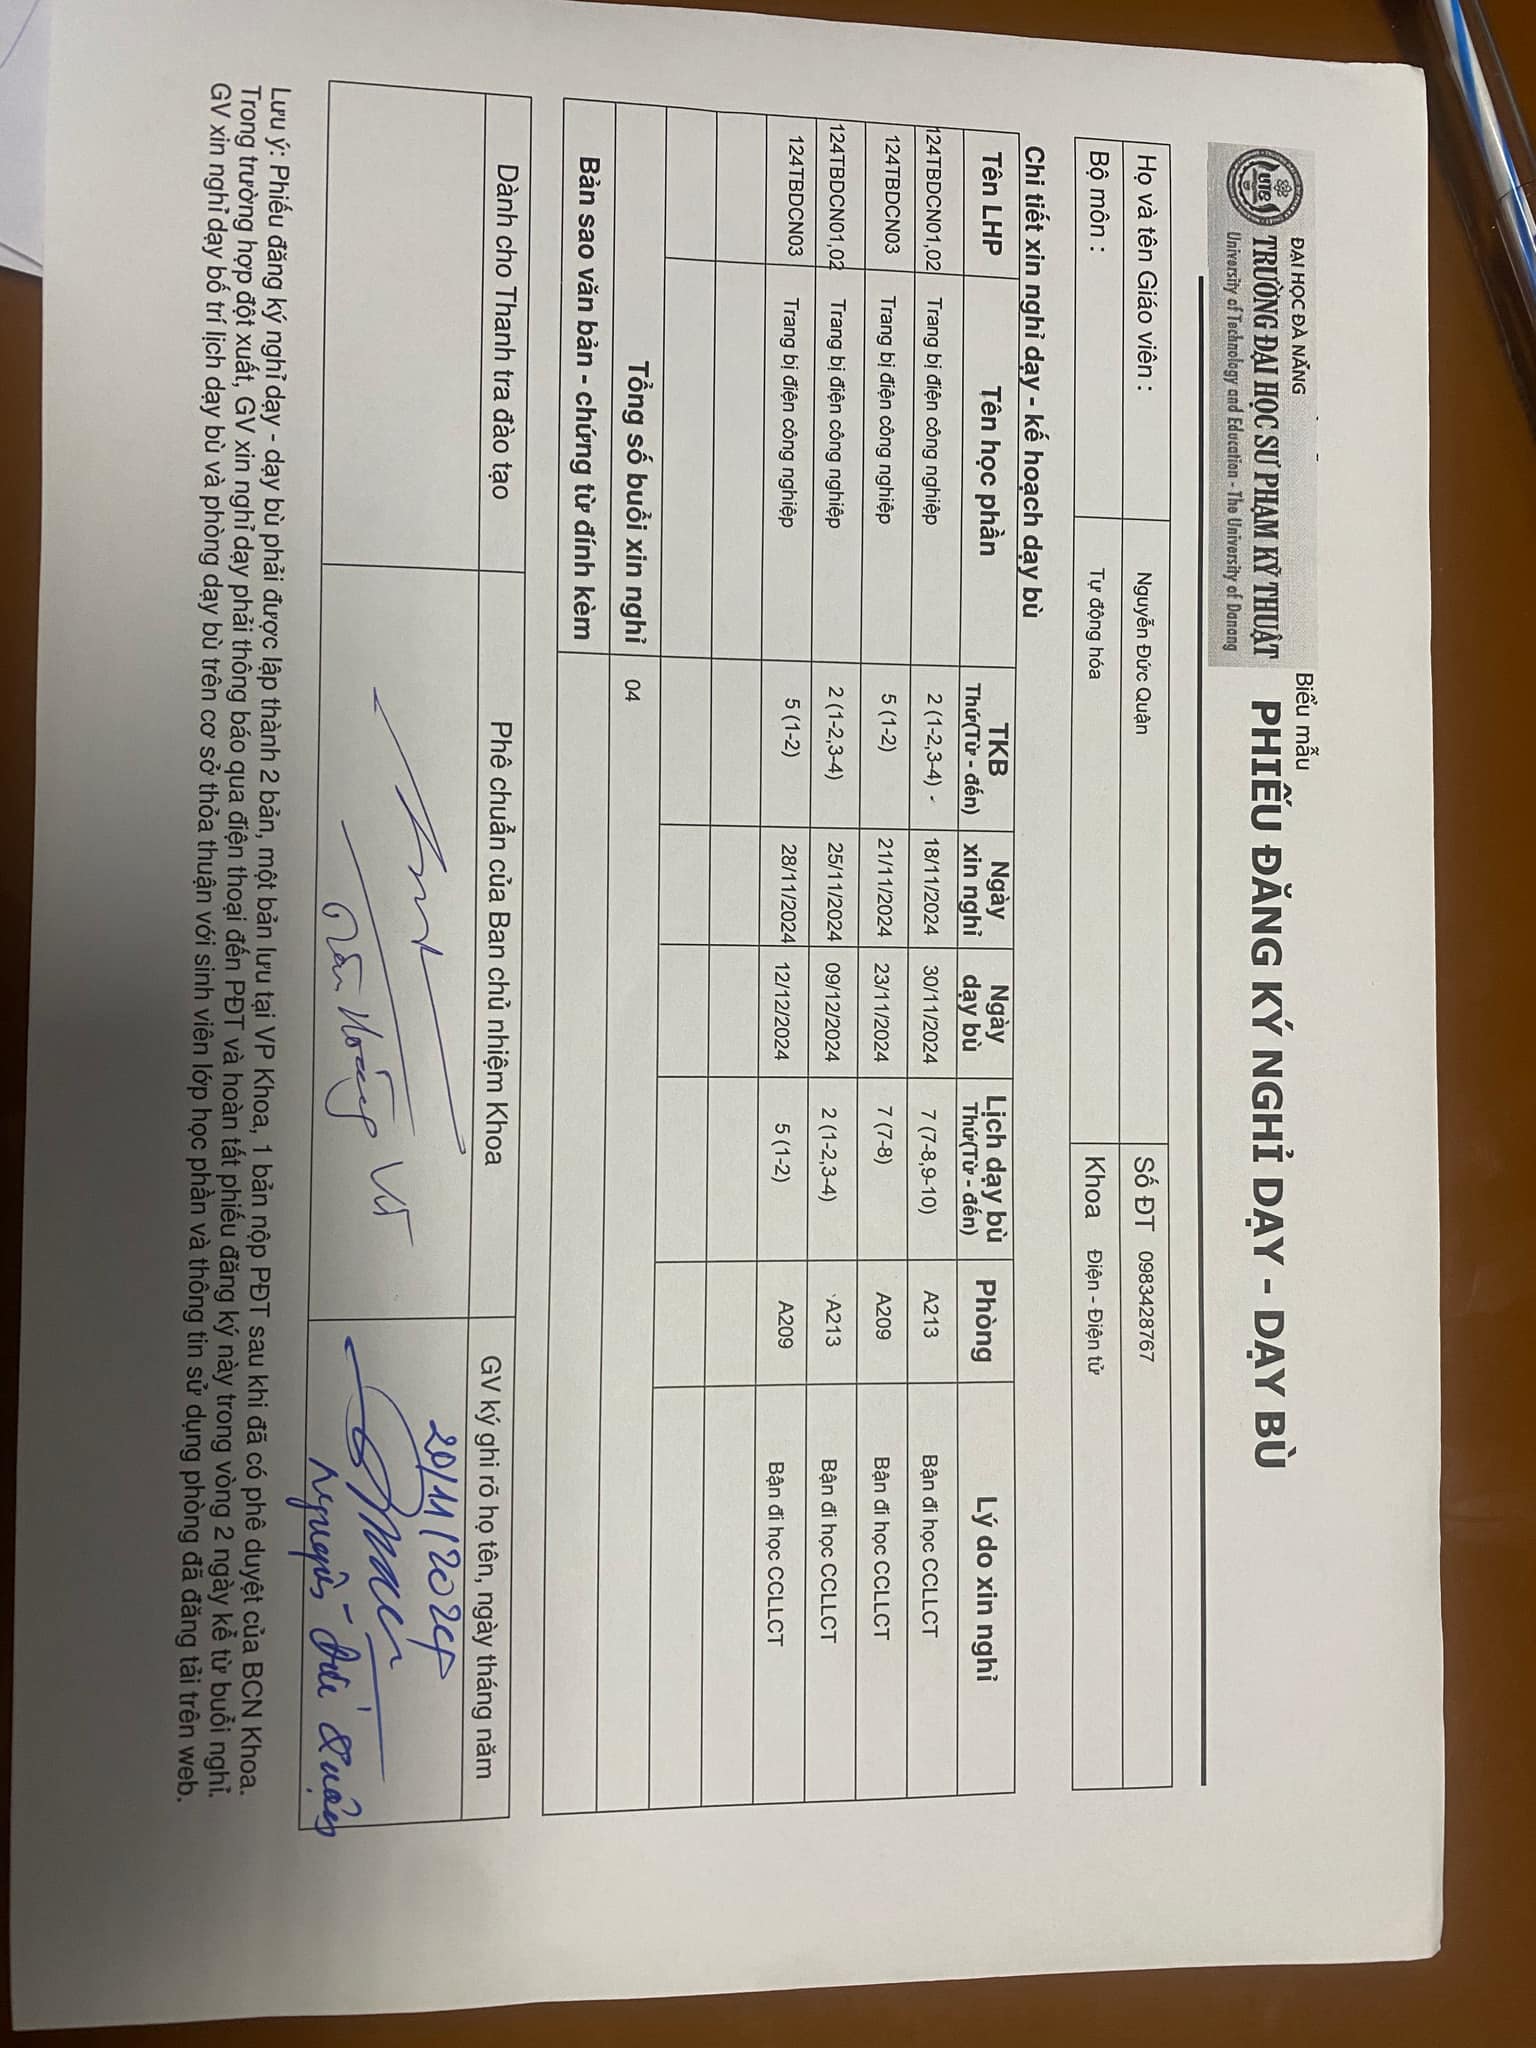 ĐẠI HỌC ĐÀ NẴNG
TRƯỜNG ĐẠI HỌC SƯ PHẠM KỸ THUẬT
University of Technology and Education - The University of Danang
Biểu mẫu
PHIẾU ĐĂNG KÝ NGHỈ DẠY - DẠY BÙ
Họ và tên Giáo viên : Nguyễn Đức Quận Số ĐT 0983428767
Bộ môn : Tự động hóa Khoa Điện - Điện tử
Chi tiết xin nghỉ dạy - kế hoạch dạy bù
Tên LHP Tên học phần TKB Thứ(Từ - đến) Ngày xin nghỉ Ngày dạy bù Lịch dạy bù Thứ(Từ - đến) Phòng Lý do xin nghỉ
124TBDCN01,02 Trang bị điện công nghiệp 2 (1-2,3-4) 18/11/2024 30/11/2024 7 (7-8,9-10) A213 Bận đi học CCLLCT
124TBDCN03 Trang bị điện công nghiệp 5 (1-2) 21/11/2024 23/11/2024 7 (7-8) A209 Bận đi học CCLLCT
124TBDCN01,02 Trang bị điện công nghiệp 2 (1-2,3-4) 25/11/2024 09/12/2024 2 (1-2,3-4) A213 Bận đi học CCLLCT
124TBDCN03 Trang bị điện công nghiệp 5 (1-2) 28/11/2024 12/12/2024 5 (1-2) A209 Bận đi học CCLLCT
Tổng số buổi xin nghỉ 04
Bản sao văn bản - chứng từ đính kèm
Dành cho Thanh tra đào tạo Phê chuẩn của Ban chủ nhiệm Khoa GV ký ghi rõ họ tên, ngày tháng năm
20/11/2024
Trần Hoàng Vũ
Nguyễn Đức Quận
Lưu ý: Phiếu đăng ký nghỉ dạy - dạy bù phải được lập thành 2 bản, một bản lưu tại VP Khoa, 1 bản nộp PĐT sau khi đã có phê duyệt của BCN Khoa.
Trong trường hợp đột xuất, GV xin nghỉ dạy phải thông báo qua điện thoại đến PĐT và hoàn tất phiếu đăng ký này trong vòng 2 ngày kể từ buổi nghỉ.
GV xin nghỉ dạy bố trí lịch dạy bù và phòng dạy bù trên cơ sở thỏa thuận với sinh viên lớp học phần và thông tin sử dụng phòng đã đăng tải trên web.